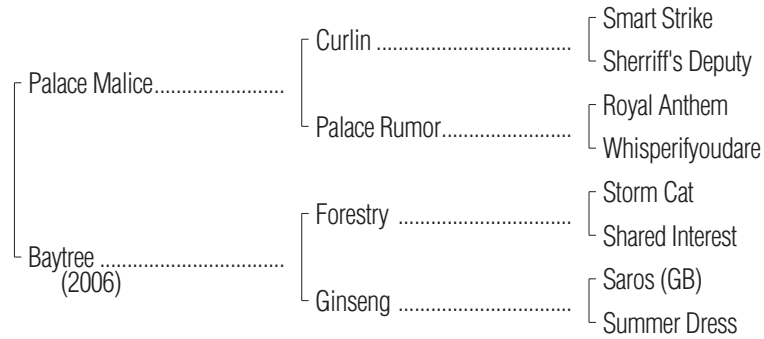 Smart Strike
Curlin ..............................
Sherriff's Deputy
Palace Malice.......................
Royal Anthem
Palace Rumor....................
Whisperifyoudare
Storm Cat
Forestry ...........................
Shared Interest
Baytree ................................
(2006)
Saros (GB)
Ginseng ...........................
Summer Dress